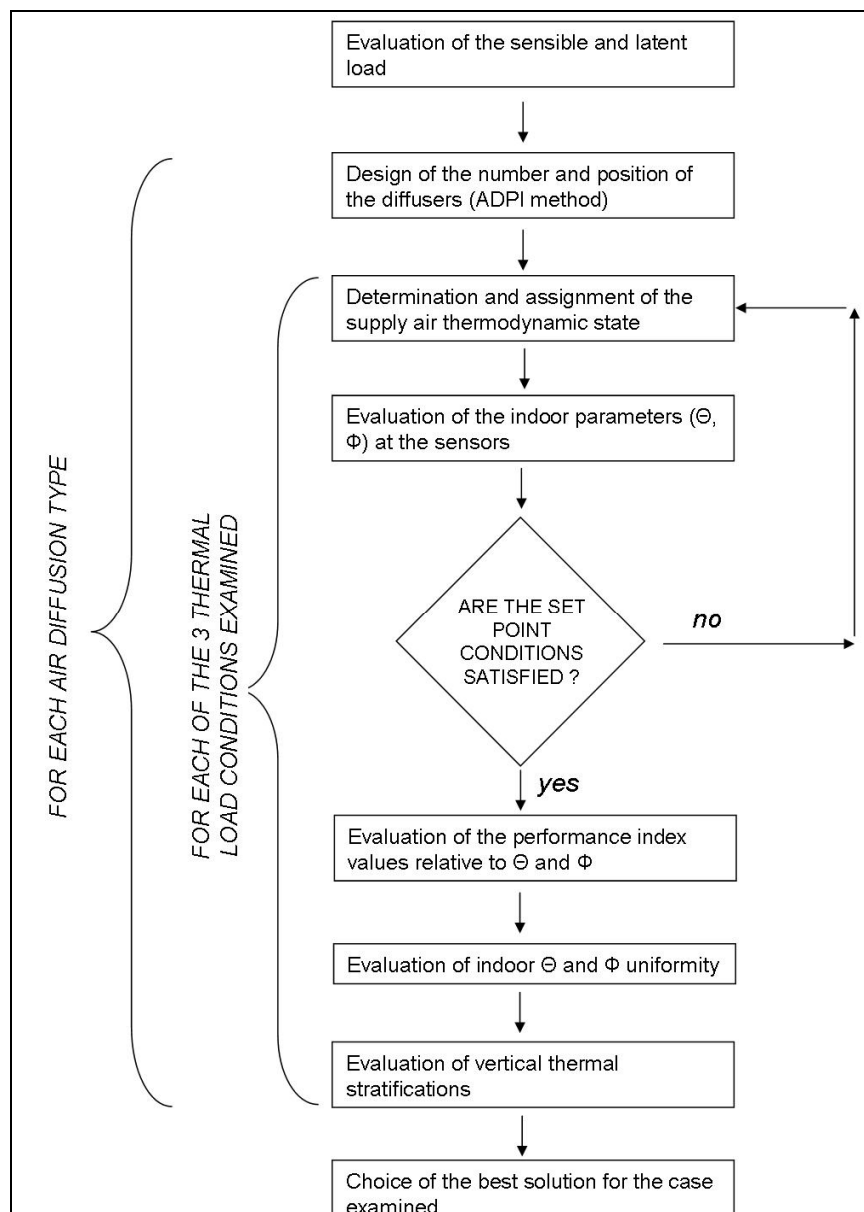 Evaluation of the sensible and latent
load
Design of the number and position of
the diffusers (ADPI method)
Determination and assignment of the
supply air thermodynamic state
Evaluation of the indoor parameters (Θ,
Φ) at the sensors
FOR EACH AIR DIFFUSION TYPE
FOR EACH OF THE 3 THERMAL
LOAD CONDITIONS EXAMINED
ARE THE SET
POINT
CONDITIONS
SATISFIED ?
no
yes
Evaluation of the performance index
values relative to Θ and Φ
Evaluation of indoor Θ and Φ uniformity
Evaluation of vertical thermal
stratifications
Choice of the best solution for the case
examined